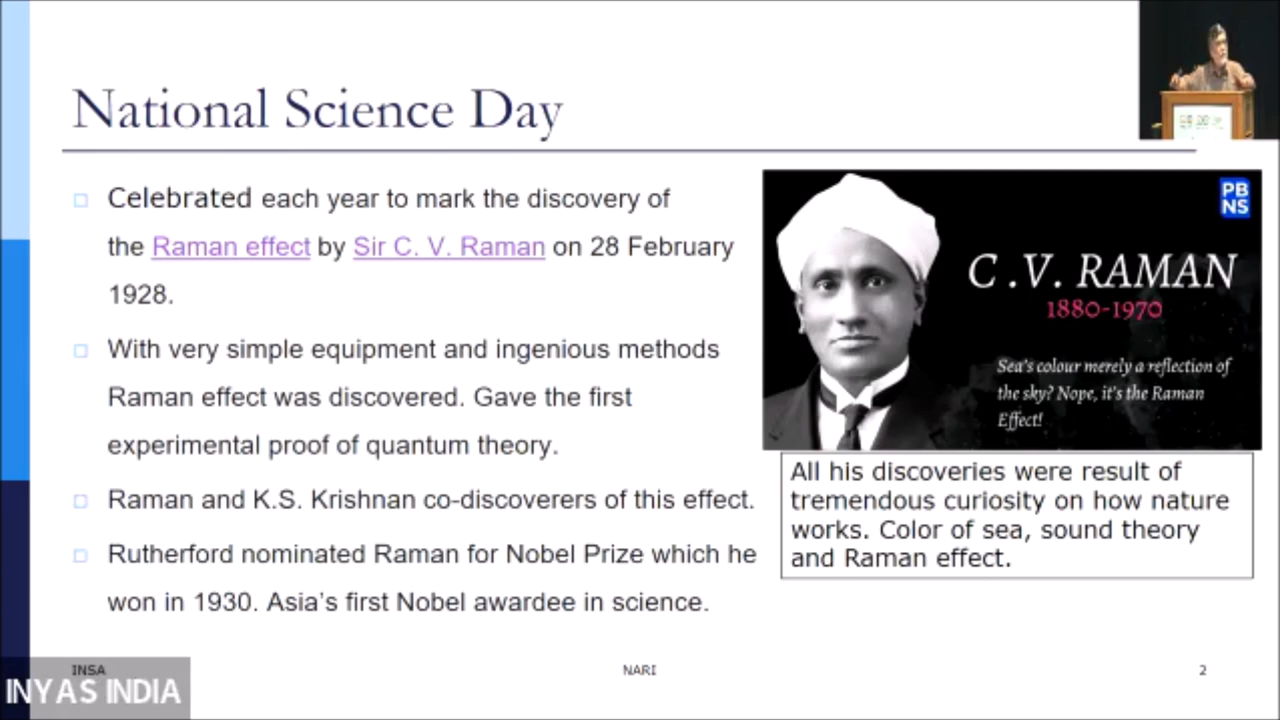 National Science Day
Celebrated each year to mark the discovery of
the Raman effect by Sir C. V. Raman on 28 February
1928.
With very simple equipment and ingenious methods
Raman effect was discovered. Gave the first
experimental proof of quantum theory.
Raman and K.S. Krishnan co-discoverers of this effect.
Rutherford nominated Raman for Nobel Prize which he
won in 1930. Asia's first Nobel awardee in science.
PB
NS
C .V. RAMAN
1880-1970
Sea's colour merely a reflection of
the sky? Nope, it's the Raman
Effect!
All his discoveries were result of
tremendous curiosity on how nature
works. Color of sea, sound theory
and Raman effect.
INSA
NARI
2
INYAS INDIA